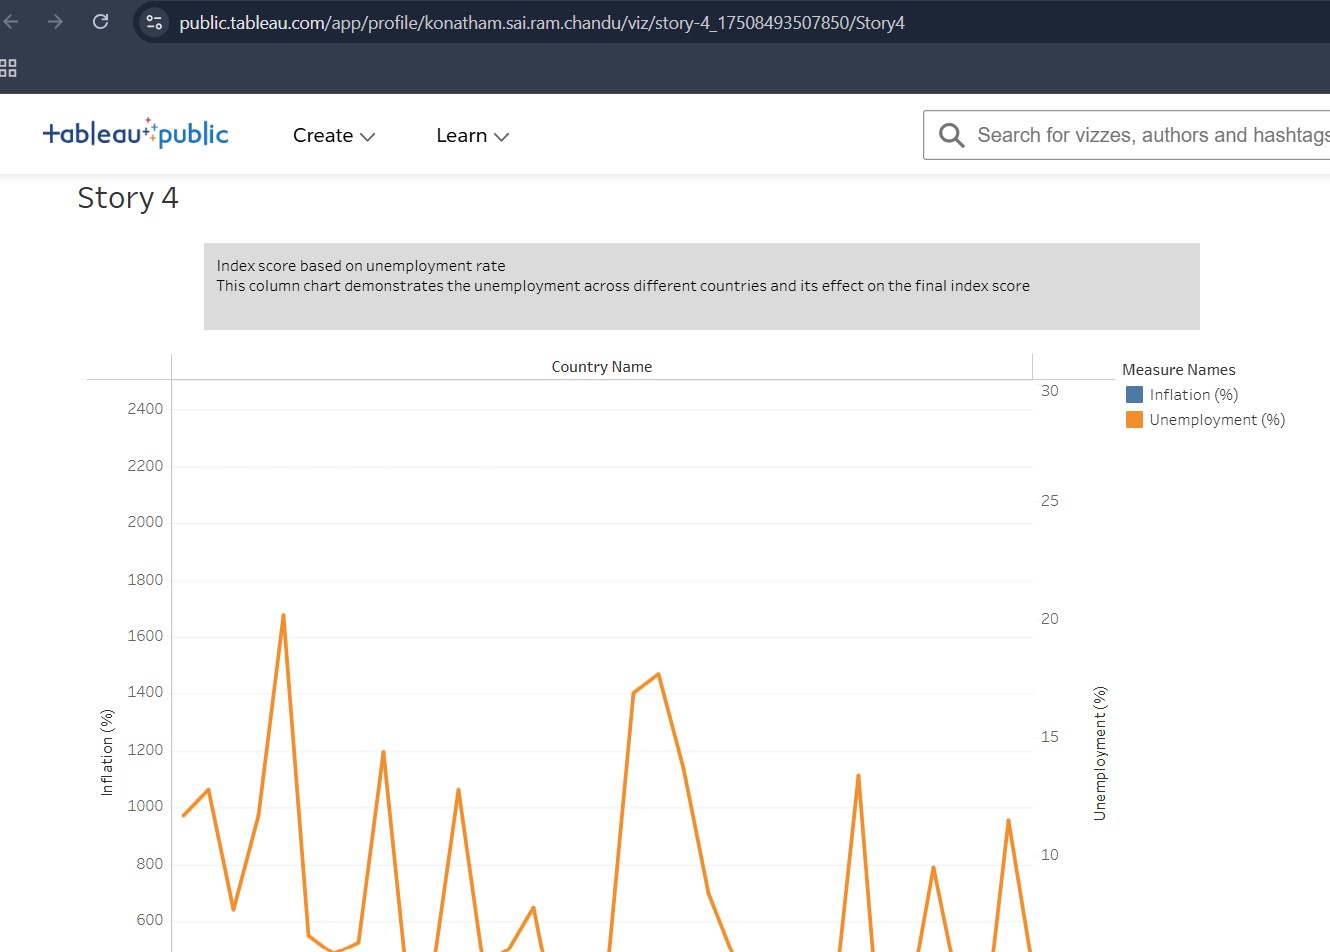 public.tableau.com/app/profile/konatham.sai.ram.chandu/viz/story-4_17508493507850/Story4
tableau public
Create
Learn
Search for vizzes, authors and hashtags
Story 4
Index score based on unemployment rate
This column chart demonstrates the unemployment across different countries and its effect on the final index score
Country Name
Measure Names
Inflation (%)
Unemployment (%)
2400
2200
2000
1800
1600
1400
1200
1000
800
600
Inflation (%)
30
25
20
15
10
Unemployment (%)